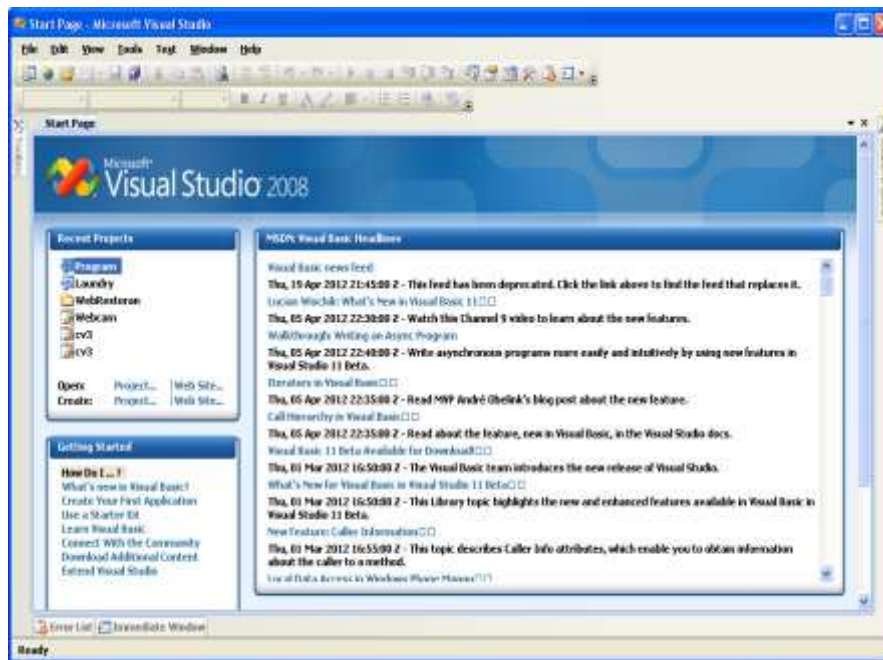 Start Page - Microsoft Visual Studio
File Edit View Tools Test Window Help
Start Page
Microsoft
Visual Studio 2008
Recent Projects
Program
Laundry
WebRestoran
Webcam
cv3
cv3
Open: Project... Web Site...
Create: Project... Web Site...
Getting Started
How Do I ... ?
What's new in Visual Basic?
Create Your First Application
Use a Starter Kit
Learn Visual Basic
Connect With the Community
Download Additional Content
Extend Visual Studio
MSDN: Visual Basic Headlines
Visual Basic news feed
Thu, 19 Apr 2012 21:45:00 Z - This feed has been deprecated. Click the link above to find the feed that replaces it.
Lucian Wischik: What's New in Visual Basic 11
Thu, 05 Apr 2012 22:30:00 Z - Watch this Channel 9 video to learn about the new features.
Walkthrough: Writing an Async Program
Thu, 05 Apr 2012 22:40:00 Z - Write asynchronous programs more easily and intuitively by using new features in
Visual Studio 11 Beta.
Iterators in Visual Basic
Thu, 05 Apr 2012 22:35:00 Z - Read MVP André Obelink's blog post about the new feature.
Call Hierarchy in Visual Basic
Thu, 05 Apr 2012 22:35:00 Z - Read about the feature, new in Visual Basic, in the Visual Studio docs.
Visual Basic 11 Beta Available for Download!
Thu, 01 Mar 2012 16:50:00 Z - The Visual Basic team introduces the new release of Visual Studio.
What's New for Visual Basic in Visual Studio 11 Beta
Thu, 01 Mar 2012 16:50:00 Z - This Library topic highlights the new and enhanced features available in Visual Basic in
Visual Studio 11 Beta.
New Feature: Caller Information
Thu, 01 Mar 2012 16:55:00 Z - This topic describes Caller Info attributes, which enable you to obtain information
about the caller to a method.
Local Data Access in Windows Phone Mango
Error List Immediate Window
Ready